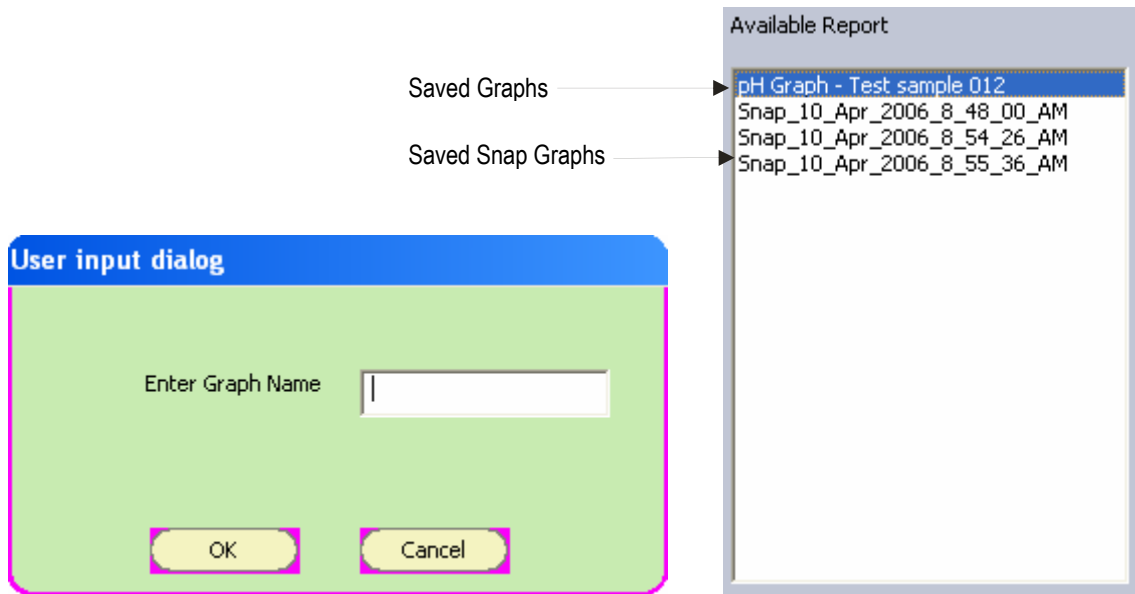 Available Report
Saved Graphs
pH Graph - Test sample 012
Snap_10_Apr_2006_8_48_00_AM
Snap_10_Apr_2006_8_54_26_AM
Saved Snap Graphs
Snap_10_Apr_2006_8_55_36_AM
User input dialog
Enter Graph Name
OK
Cancel